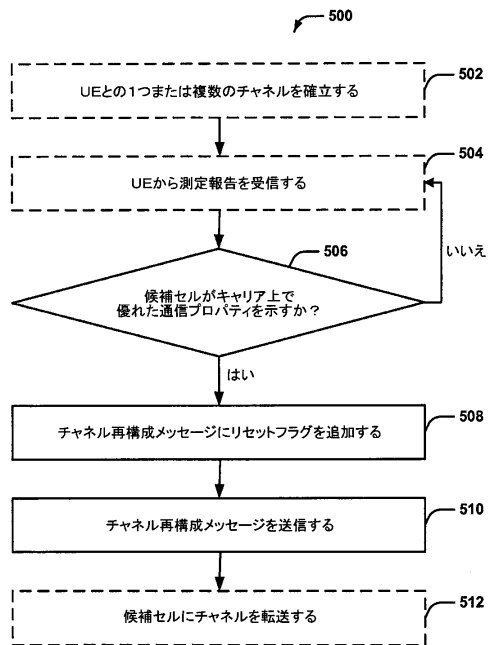 500
UEとの1つまたは複数のチャネルを確立する
502
504
UEから測定報告を受信する
506
いいえ
候補セルがキャリア上で
優れた通信プロパティを示すか?
はい
チャネル再構成メッセージにリセットフラグを追加する
508
チャネル再構成メッセージを送信する
510
候補セルにチャネルを転送する
512